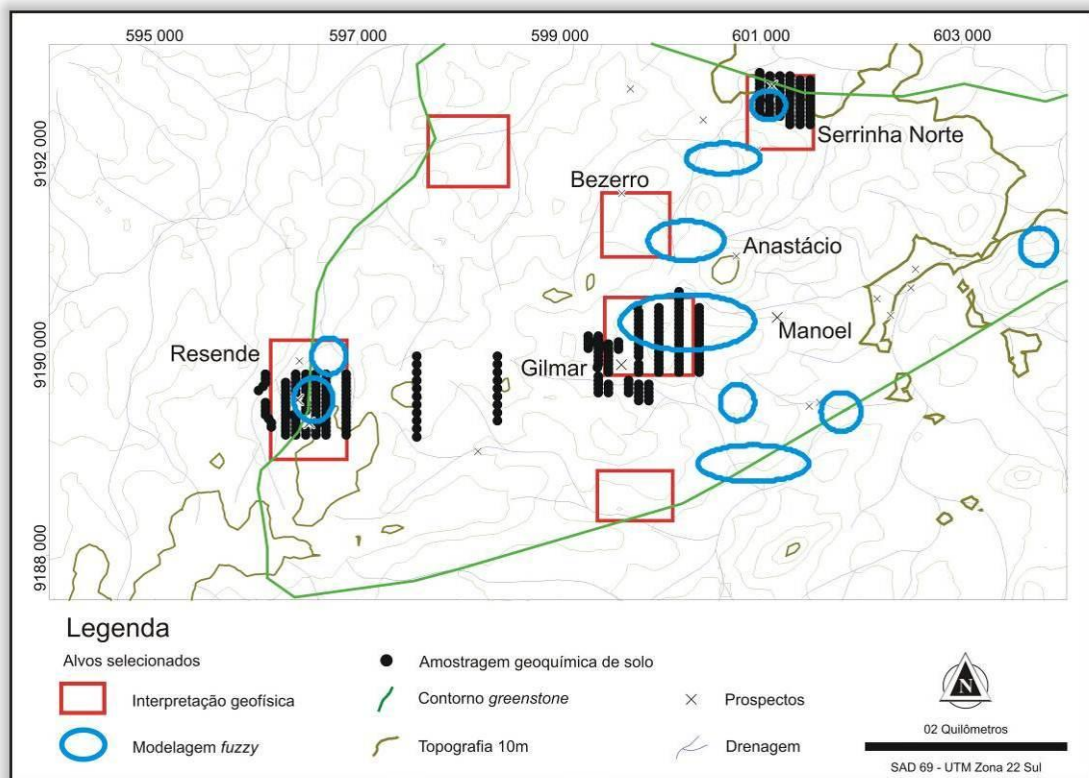 595 000 597 000 599 000 601 000 603 000
9192 000
9190 000
9188 000
Serrinha Norte
Bezerro
Anastácio
Manoel
Resende
Gilmar
Legenda
Alvos selecionados
Interpretação geofísica
Modelagem fuzzy
Amostragem geoquímica de solo
Contorno greenstone
Topografia 10m
Prospectos
Drenagem
N
02 Quilômetros
SAD 69 - UTM Zona 22 Sul